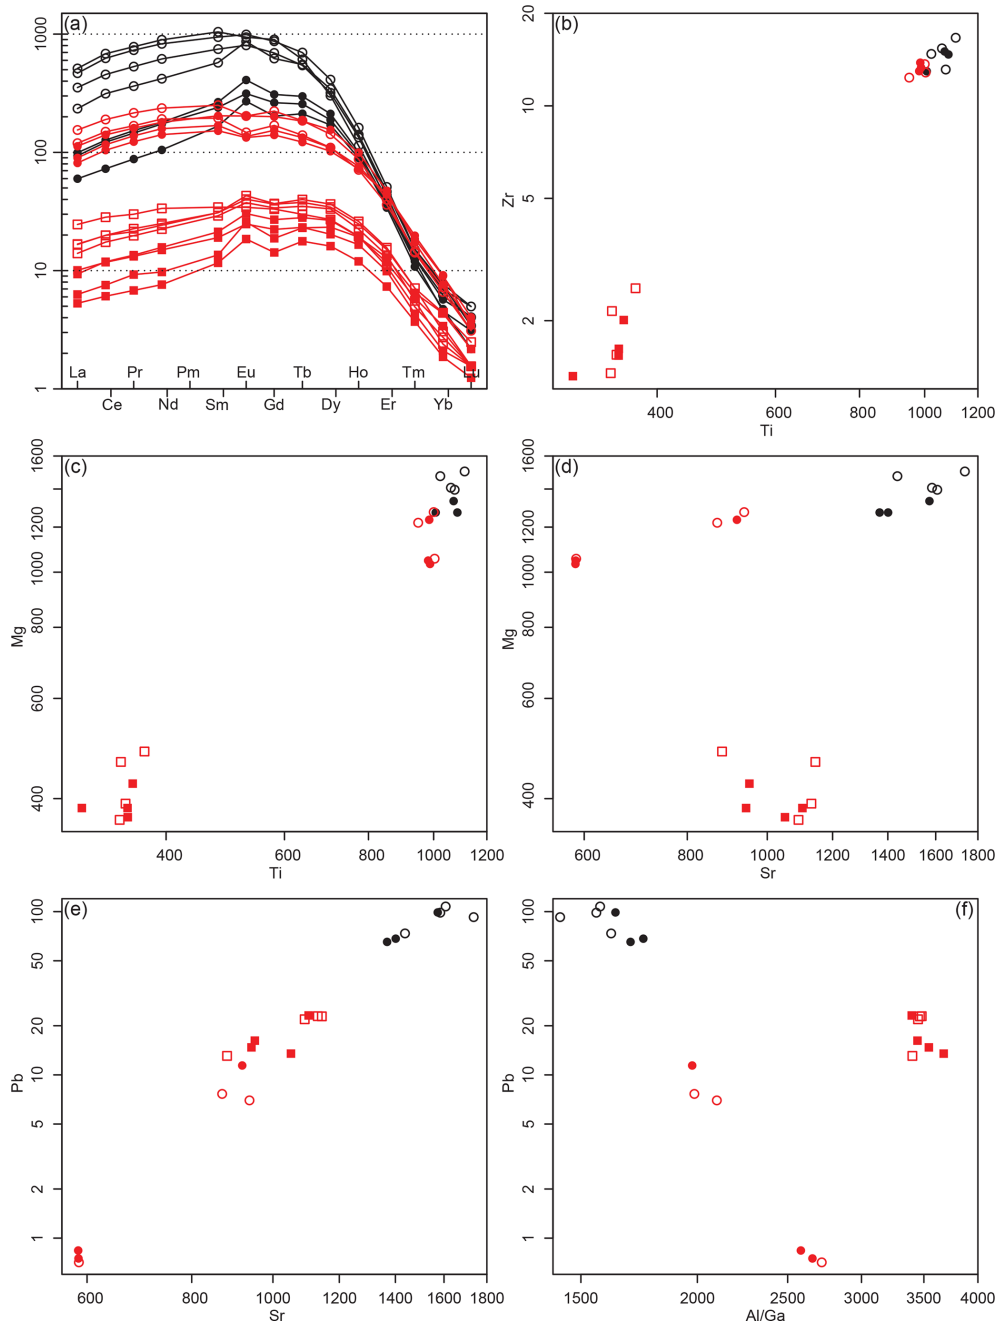 (a)
1000
100
10
1
La Pr Pm Eu Tb Ho Tm Lu
Ce Nd Sm Gd Dy Er Yb
(b)
20
10
5
2
Zr
400 600 800 1000 1200
Ti
(c)
1600
1200
1000
800
600
400
Mg
400 600 800 1000 1200
Ti
(d)
1600
1200
1000
800
600
400
Mg
600 800 1000 1200 1400 1600 1800
Sr
(e)
100
50
20
10
5
2
1
Pb
600 800 1000 1200 1400 1600 1800
Sr
(f)
100
50
20
10
5
2
1
Pb
1500 2000 2500 3000 3500 4000
Al/Ga